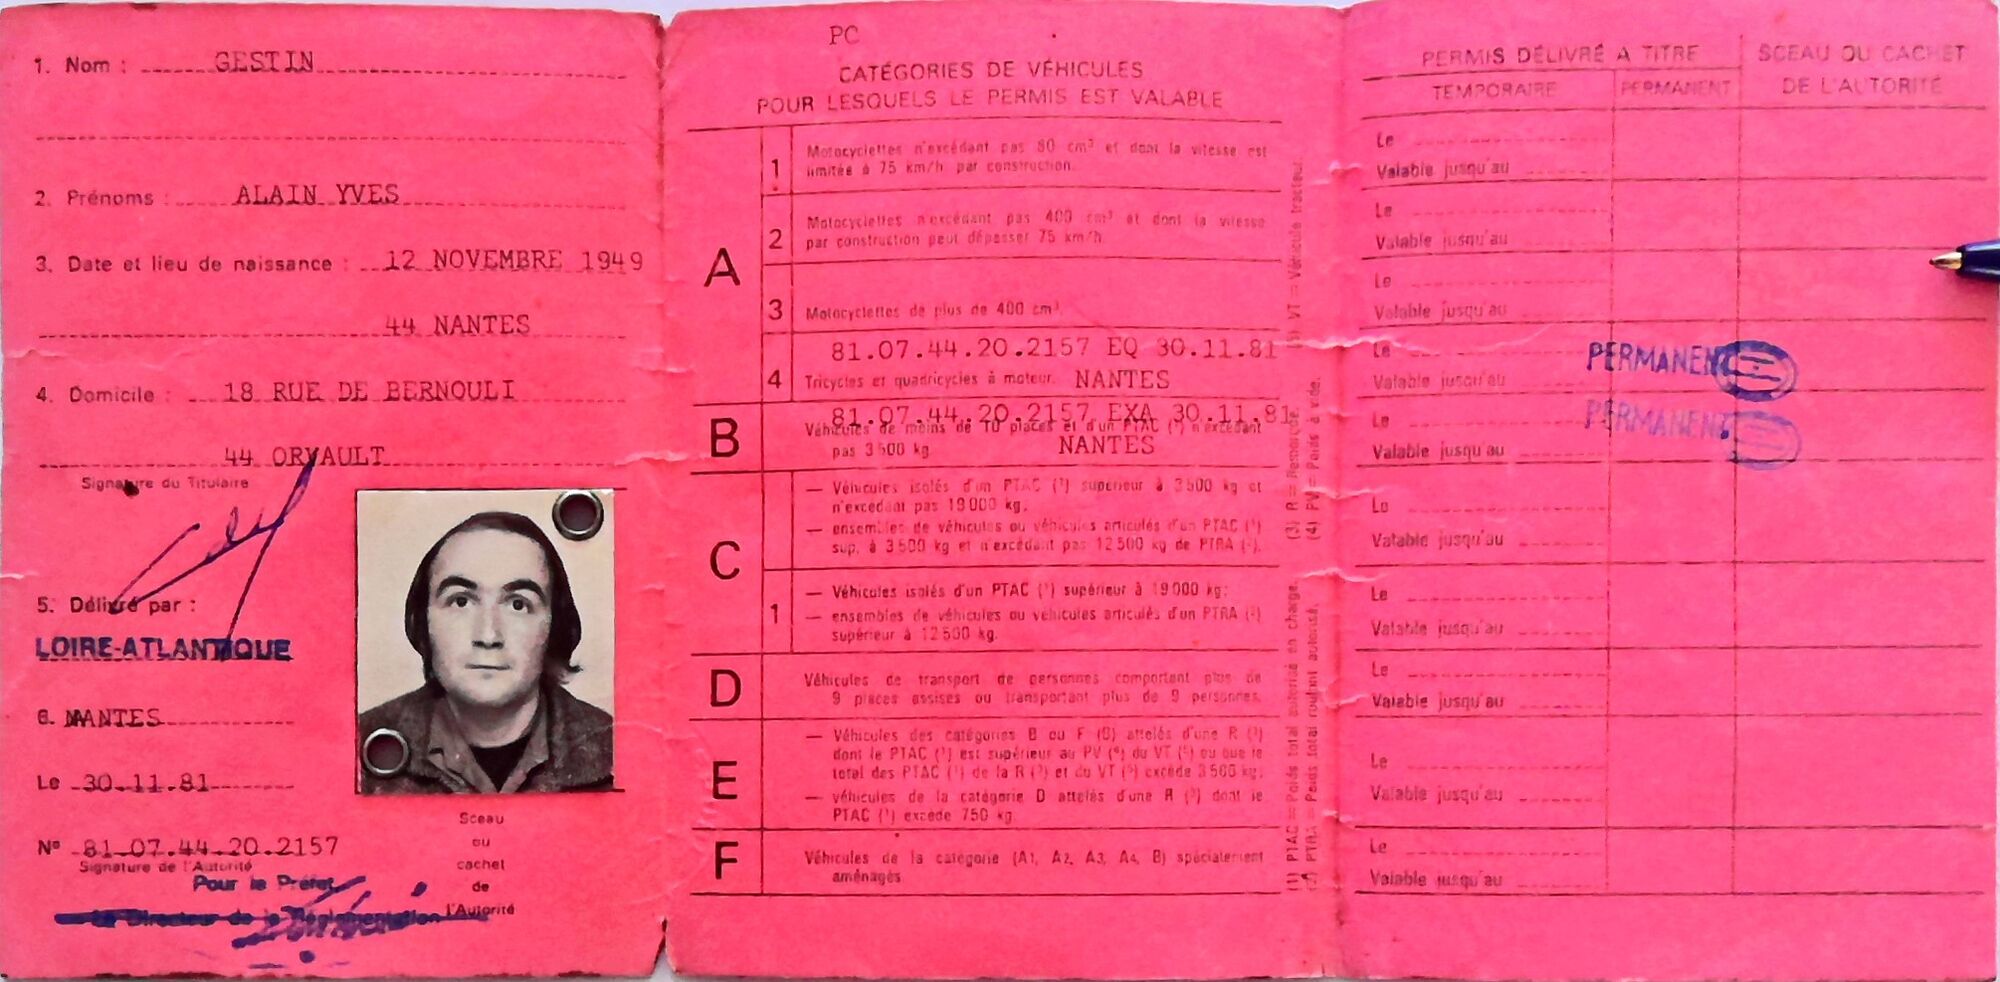 1. Nom : GESTIN
2. Prénoms : ALAIN YVES
3. Date et lieu de naissance : 12 NOVEMBRE 1949
44 NANTES
4. Domicile : 18 RUE DE BERNOULI
44 ORVAULT
Signature du Titulaire
5. Délivré par :
LOIRE-ATLANTIQUE
6. NANTES
Le 30.11.81
N° 81.07.44.20.2157
Signature de l'Autorité
Pour le Préfet
Le Directeur de la Réglementation
Sceau
ou
cachet
de
l'Autorité
PC
CATÉGORIES DE VÉHICULES
POUR LESQUELS LE PERMIS EST VALABLE
A
1
Motocyclettes n'excédant pas 80 cm³ et dont la vitesse est
limitée à 75 km/h par construction.
2
Motocyclettes n'excédant pas 400 cm³ et dont la vitesse
par construction peut dépasser 75 km/h.
3
Motocyclettes de plus de 400 cm³.
81.07.44.20.2157 EQ 30.11.81
4
Tricycles et quadricycles à moteur. NANTES
81.07.44.20.2157 EXA 30.11.81
B
Véhicules de moins de 10 places et d'un PTAC (¹) n'excédant
pas 3 500 kg. NANTES
C
— Véhicules isolés d'un PTAC (¹) supérieur à 3 500 kg et
n'excédant pas 19 000 kg;
— ensembles de véhicules ou véhicules articulés d'un PTAC (¹)
sup. à 3 500 kg et n'excédant pas 12 500 kg de PTRA (²).
1
— Véhicules isolés d'un PTAC (¹) supérieur à 19 000 kg;
— ensembles de véhicules ou véhicules articulés d'un PTRA (²)
supérieur à 12 500 kg.
D
Véhicules de transport de personnes comportant plus de
9 places assises ou transportant plus de 9 personnes.
E
— Véhicules des catégories B ou F (B) attelés d'une R (³)
dont le PTAC (¹) est supérieur au PV (⁴) du VT (⁵) ou que le
total des PTAC (¹) de la R (³) et du VT (⁵) excède 3 500 kg;
— véhicules de la catégorie D attelés d'une R (³) dont le
PTAC (¹) excède 750 kg.
F
Véhicules de la catégorie (A1, A2, A3, A4, B) spécialement
aménagés.
(1) PTAC = Poids total autorisé en charge. (3) R = Remorque. (5) VT = Véhicule tracteur.
(2) PTRA = Poids total roulant autorisé. (4) PV = Poids à vide.
PERMIS DÉLIVRÉ A TITRE
SCEAU OU CACHET
DE L'AUTORITÉ
TEMPORAIRE
PERMANENT
Le
Valable jusqu'au
Le
Valable jusqu'au
Le
Valable jusqu'au
Le
PERMANENT
Valable jusqu'au
Le
PERMANENT
Valable jusqu'au
Le
Valable jusqu'au
Le
Valable jusqu'au
Le
Valable jusqu'au
Le
Valable jusqu'au
Le
Valable jusqu'au